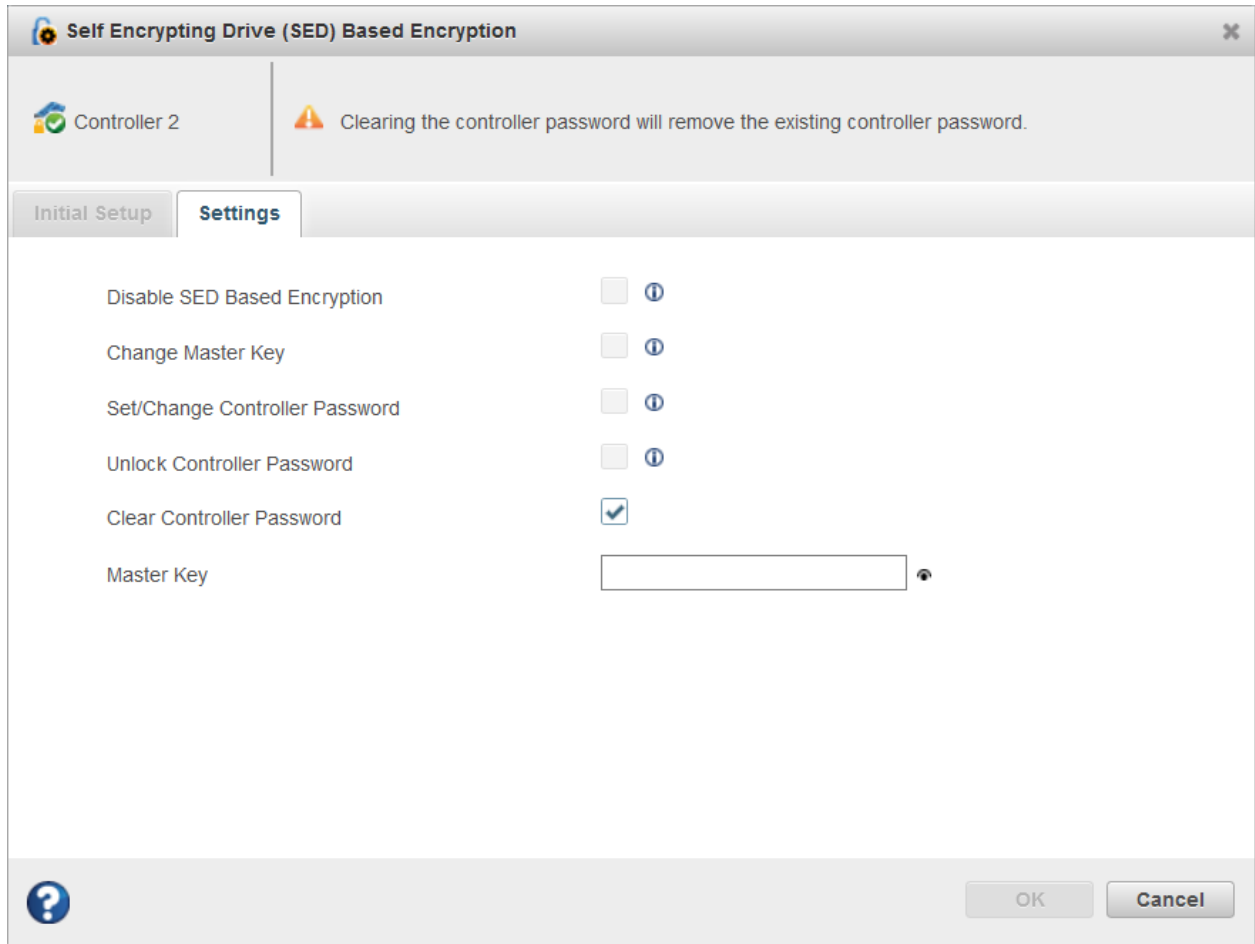 Self Encrypting Drive (SED) Based Encryption
Controller 2
Clearing the controller password will remove the existing controller password.
Initial Setup
Settings
Disable SED Based Encryption
Change Master Key
Set/Change Controller Password
Unlock Controller Password
Clear Controller Password
Master Key
OK
Cancel